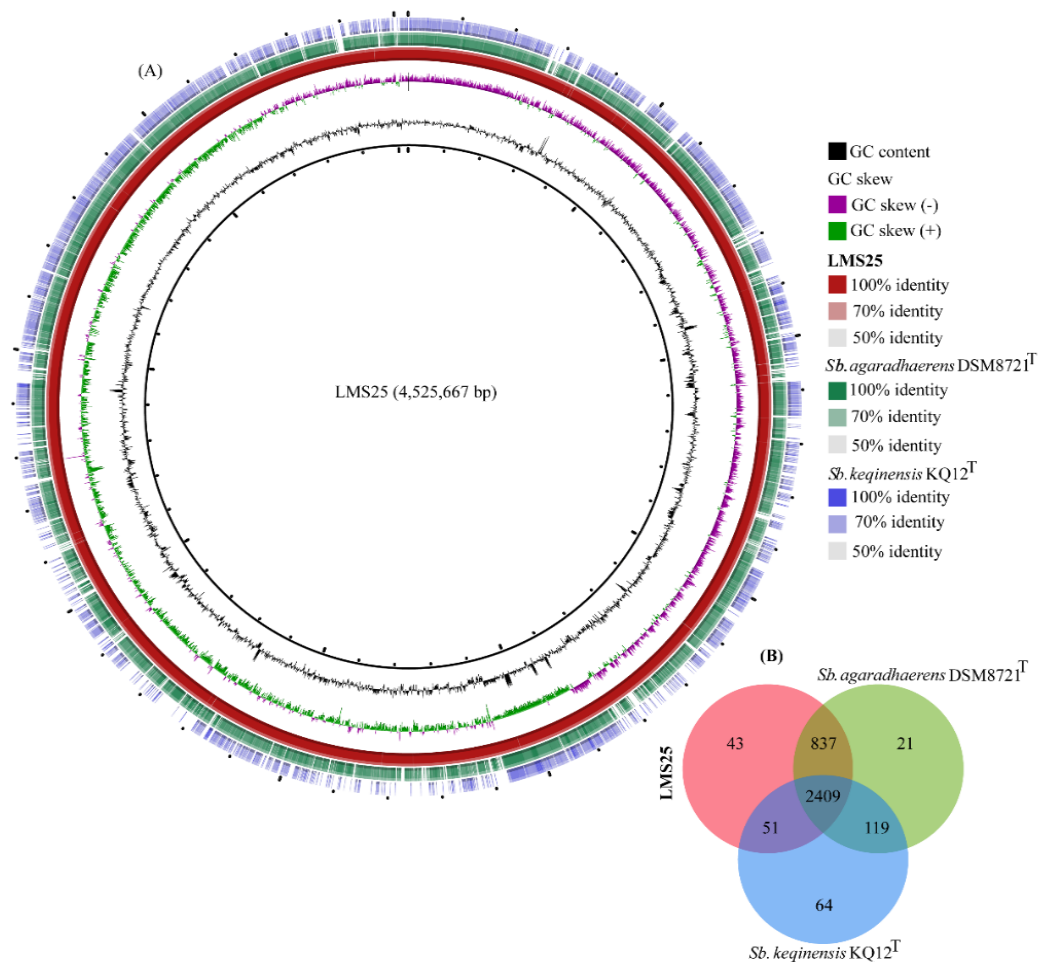 (A)
LMS25 (4,525,667 bp)
GC content
GC skew
GC skew (-)
GC skew (+)
LMS25
100% identity
70% identity
50% identity
Sb. agaradhaerens DSM8721ᵀ
100% identity
70% identity
50% identity
Sb. keqinensis KQ12ᵀ
100% identity
70% identity
50% identity
(B)
Sb. agaradhaerens DSM8721ᵀ
LMS25
43
837
21
2409
51
119
64
Sb. keqinensis KQ12ᵀ